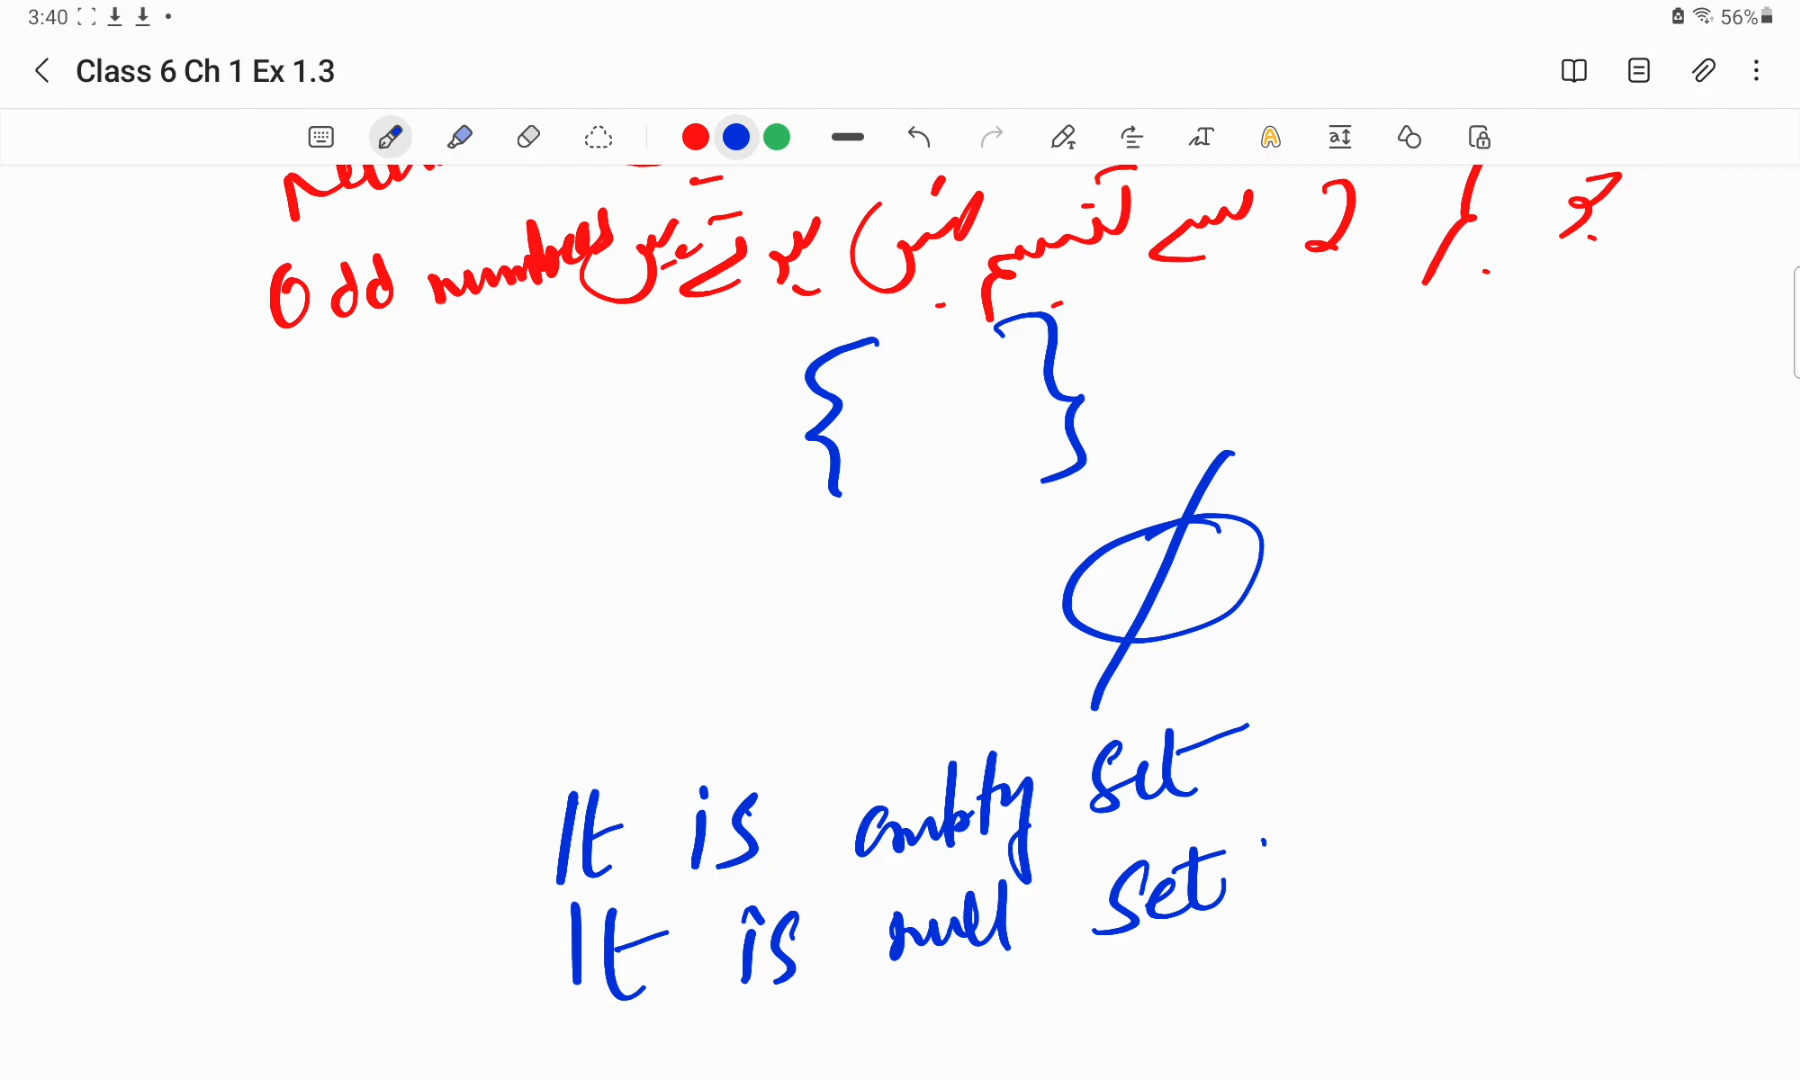 3:40
56%
Class 6 Ch 1 Ex 1.3
Odd numbers 2 سے تقسیم نہیں ہوتے ہیں
{ }
∅
It is empty set
It is null set.